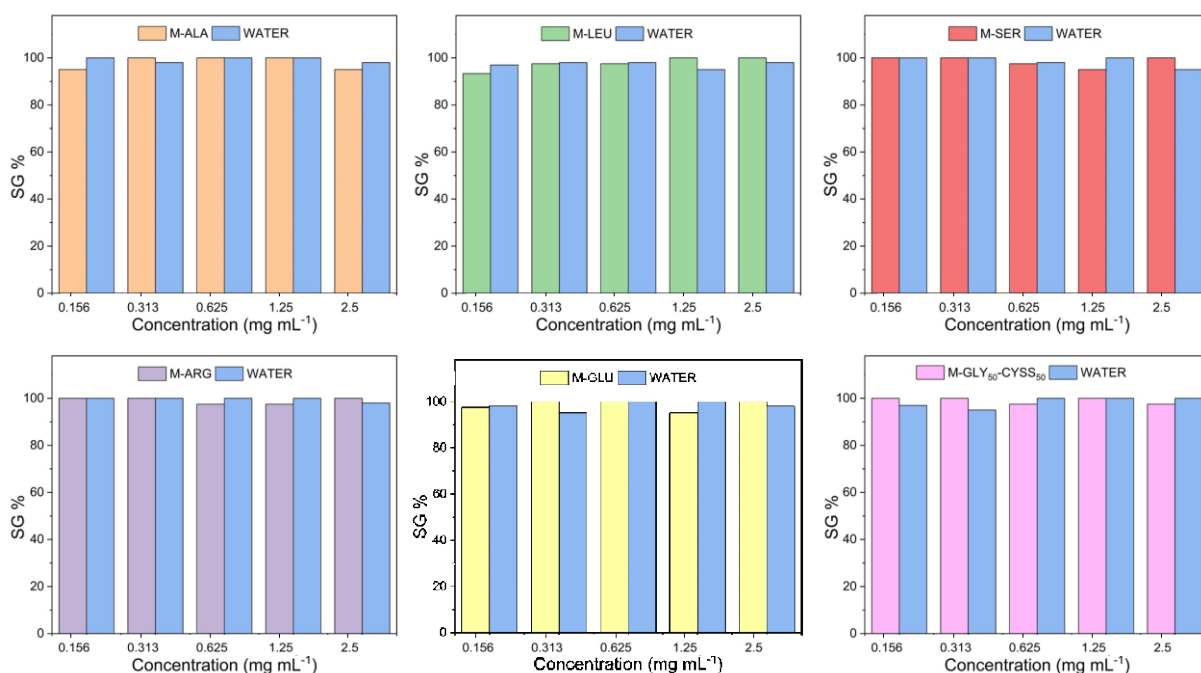 M-ALA WATER
SG %
100
80
60
40
20
0
0.156 0.313 0.625 1.25 2.5
Concentration (mg mL⁻¹)
M-LEU WATER
SG %
100
80
60
40
20
0
0.156 0.313 0.625 1.25 2.5
Concentration (mg mL⁻¹)
M-SER WATER
SG %
100
80
60
40
20
0
0.156 0.313 0.625 1.25 2.5
Concentration (mg mL⁻¹)
M-ARG WATER
SG %
100
80
60
40
20
0
0.156 0.313 0.625 1.25 2.5
Concentration (mg mL⁻¹)
M-GLU WATER
SG %
100
80
60
40
20
0
0.156 0.313 0.625 1.25 2.5
Concentration (mg mL⁻¹)
M-GLY₅₀-CYSS₅₀ WATER
SG %
100
80
60
40
20
0
0.156 0.313 0.625 1.25 2.5
Concentration (mg mL⁻¹)